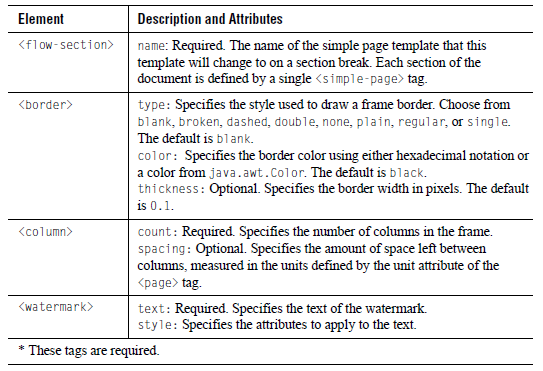 Element Description and Attributes
<flow-section> name: Required. The name of the simple page template that this
template will change to on a section break. Each section of the
document is defined by a single <simple-page> tag.
<border> type: Specifies the style used to draw a frame border. Choose from
blank, broken, dashed, double, none, plain, regular, or single.
The default is blank.
color: Specifies the border color using either hexadecimal notation or
a color from java.awt.Color. The default is black.
thickness: Optional. Specifies the border width in pixels. The default
is 0.1.
<column> count: Required. Specifies the number of columns in the frame.
spacing: Optional. Specifies the amount of space left between
columns, measured in the units defined by the unit attribute of the
<page> tag.
<watermark> text: Required. Specifies the text of the watermark.
style: Specifies the attributes to apply to the text.
* These tags are required.